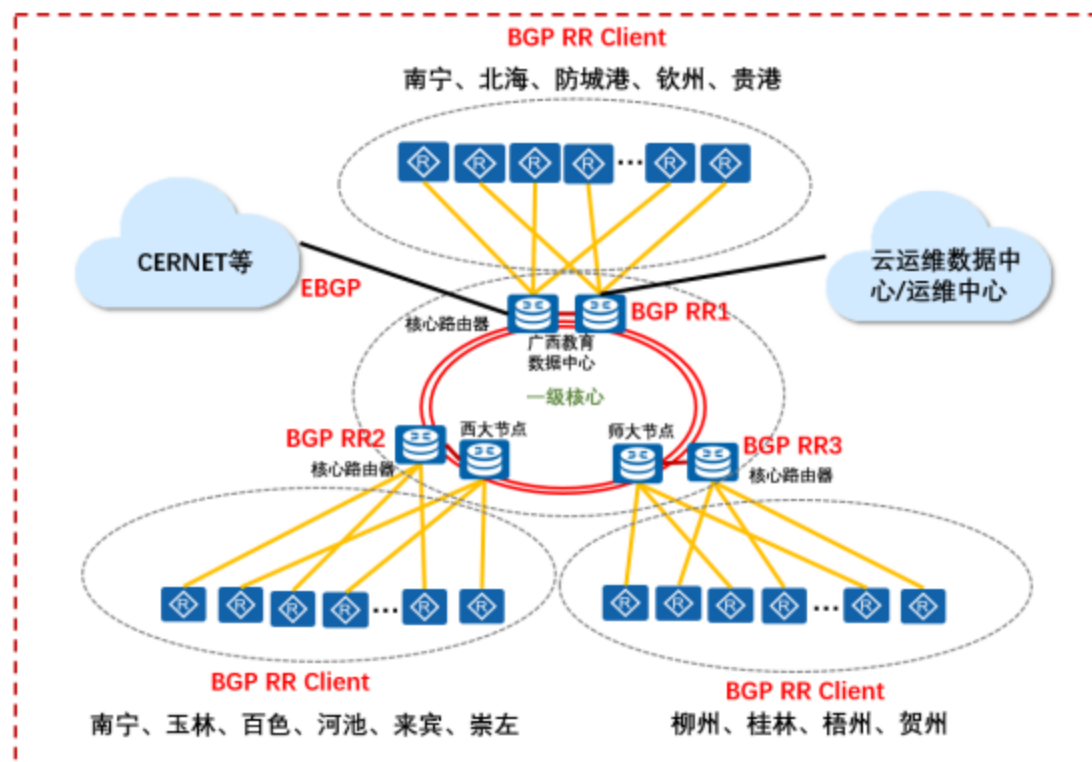 BGP RR Client
南宁、北海、防城港、钦州、贵港
R
R
R
R
...
R
R
CERNET等
云运维数据中
心/运维中心
EBGP
BGP RR1
核心路由器
广西教育
数据中心
一级核心
BGP RR2
西大节点
师大节点
BGP RR3
核心路由器
核心路由器
R
R
R
R
...
R
R
R
R
R
R
...
R
R
BGP RR Client
南宁、玉林、百色、河池、来宾、崇左
BGP RR Client
柳州、桂林、梧州、贺州